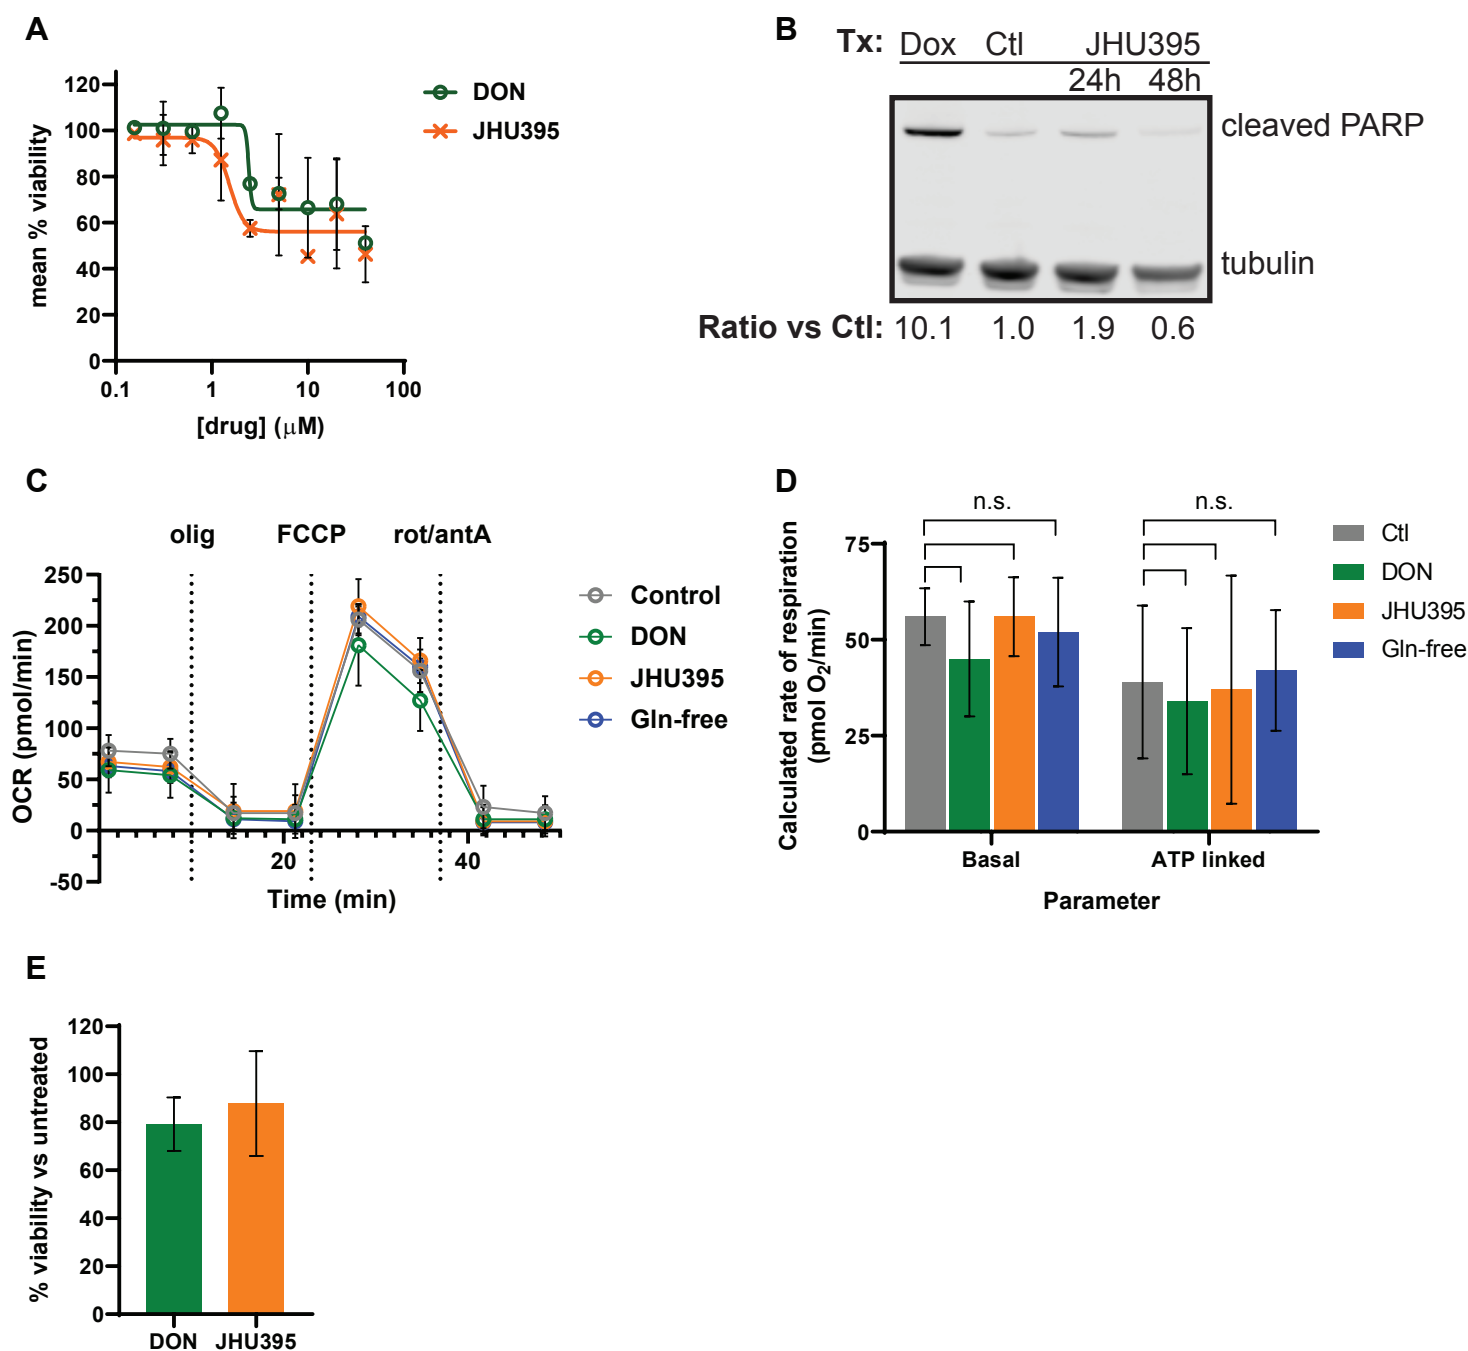 A
120
100
80
60
40
20
0
mean % viability
0.1 1 10 100
[drug] (μM)
DON
JHU395
B
Tx: Dox Ctl JHU395
24h 48h
cleaved PARP
tubulin
Ratio vs Ctl: 10.1 1.0 1.9 0.6
C
olig FCCP rot/antA
250
200
150
100
50
0
-50
OCR (pmol/min)
20 40
Time (min)
Control
DON
JHU395
Gln-free
D
n.s. n.s.
75
50
25
0
Calculated rate of respiration
(pmol O₂/min)
Basal ATP linked
Parameter
Ctl
DON
JHU395
Gln-free
E
120
100
80
60
40
20
0
% viability vs untreated
DON JHU395